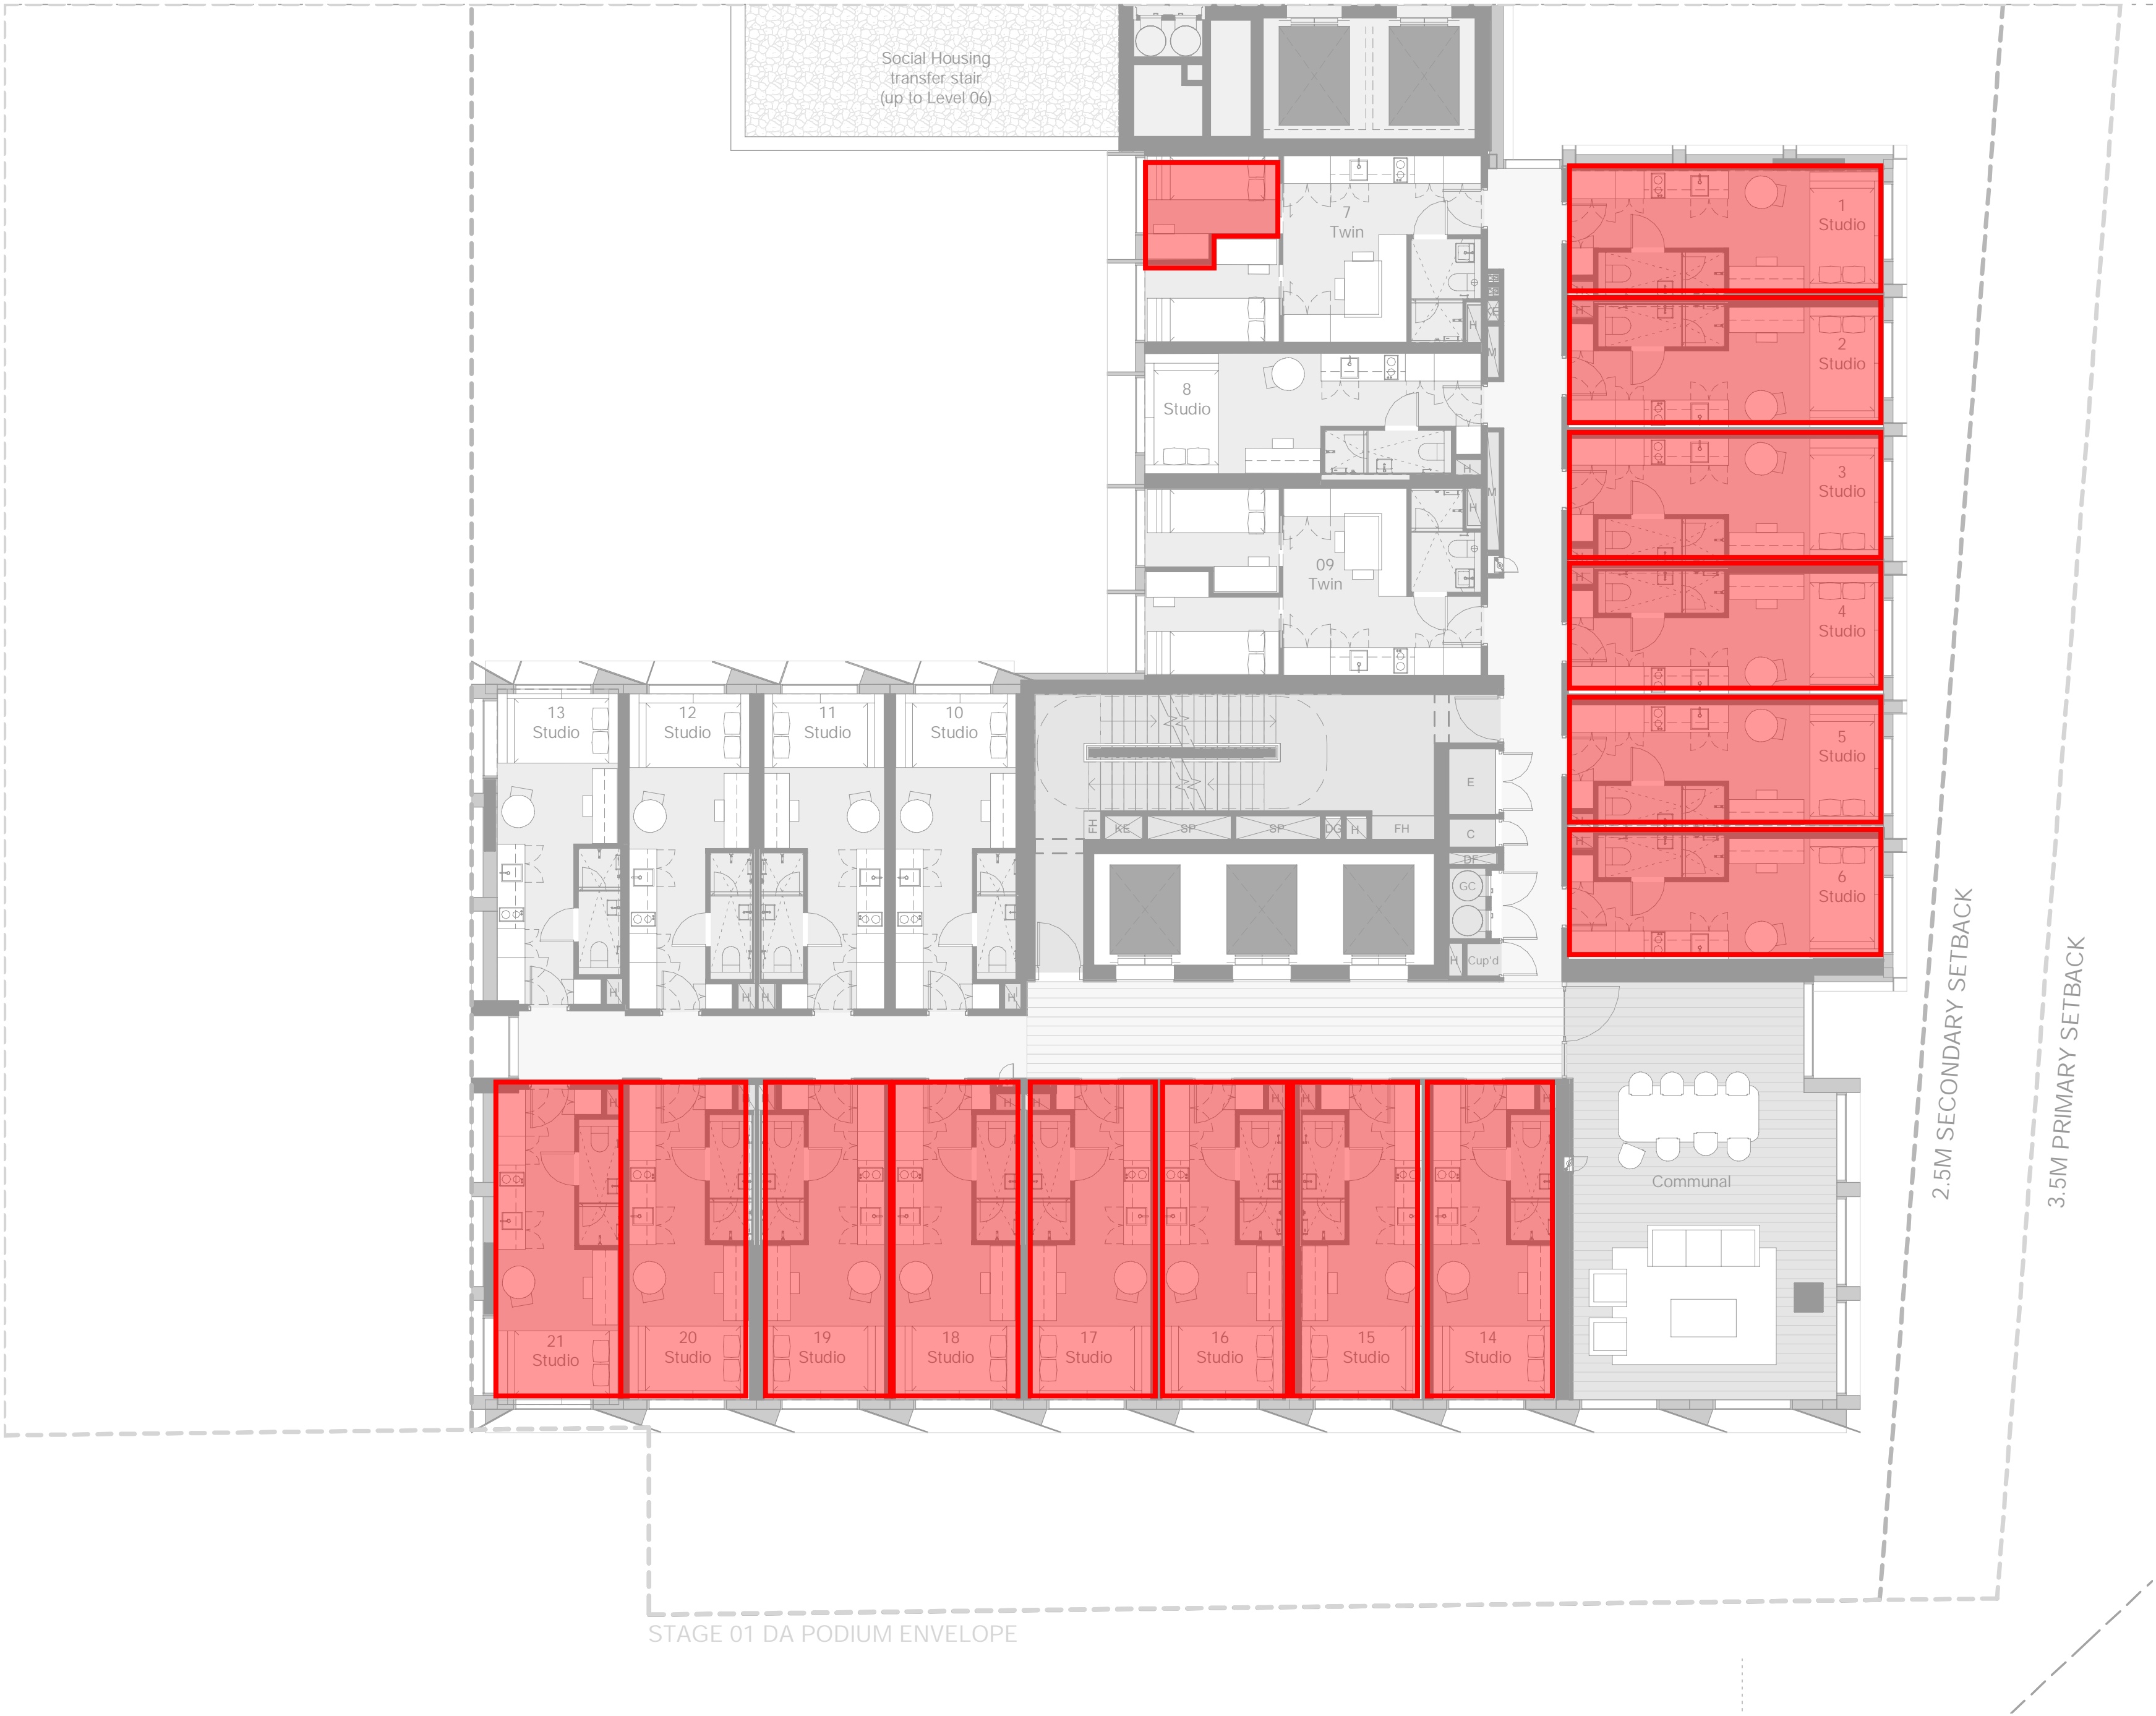 Social Housing
transfer stair
(up to Level 06)
7
Twin
1
Studio
H
H
2
Studio
M
8
Studio
H
3
Studio
M
H
09
Twin
H
4
Studio
13
Studio
12
Studio
11
Studio
10
Studio
5
Studio
E
FH
KE
SP
SP
DG
H
FH
C
H
DF
GC
6
Studio
H
Cup'd
H
H
H
H
2.5M SECONDARY SETBACK
3.5M PRIMARY SETBACK
H
H
H
H
H
H
H
Communal
21
Studio
20
Studio
19
Studio
18
Studio
17
Studio
16
Studio
15
Studio
14
Studio
STAGE 01 DA PODIUM ENVELOPE